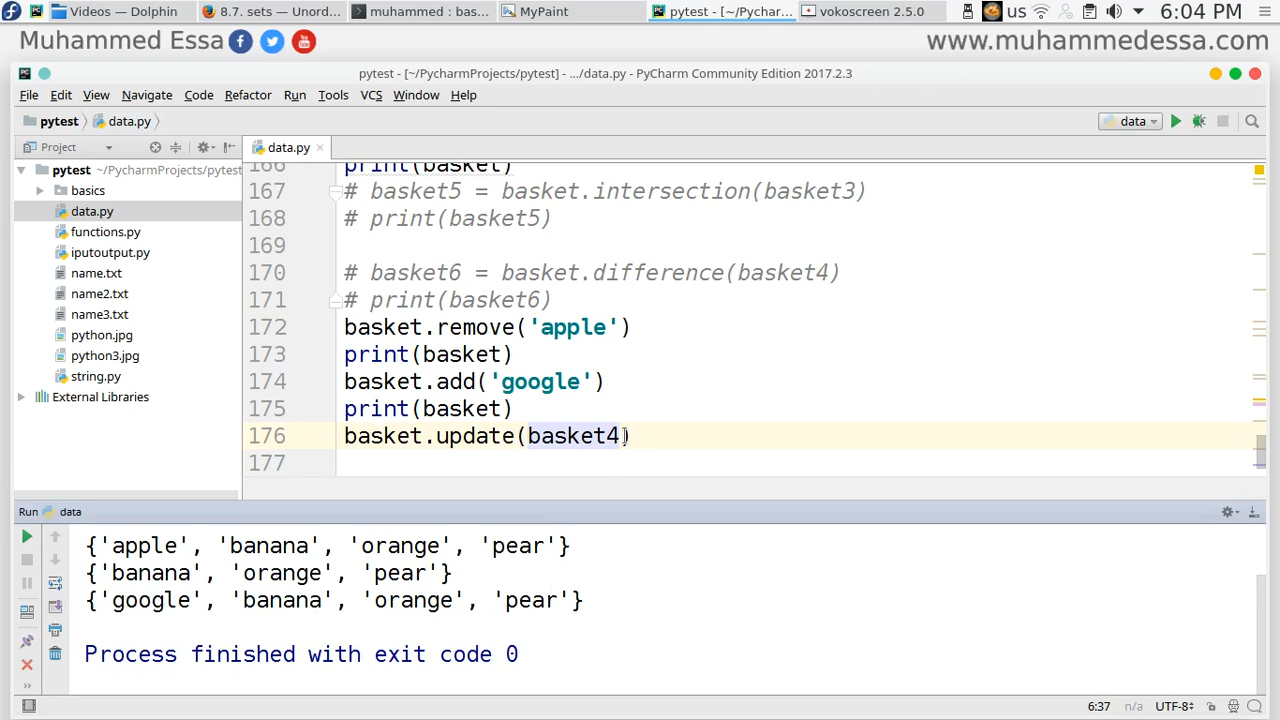 Videos — Dolphin
8.7. sets — Unord...
muhammed : bas...
MyPaint
pytest - [~/Pychar...
vokoscreen 2.5.0
us
6:04 PM
Muhammed Essa
www.muhammedessa.com
pytest - [~/PycharmProjects/pytest] - .../data.py - PyCharm Community Edition 2017.2.3
File Edit View Navigate Code Refactor Run Tools VCS Window Help
pytest data.py
data
Project
data.py
pytest ~/PycharmProjects/pytest
basics
data.py
functions.py
iputoutput.py
name.txt
name2.txt
name3.txt
python.jpg
python3.jpg
string.py
External Libraries
166 print(basket)
167 # basket5 = basket.intersection(basket3)
168 # print(basket5)
169
170 # basket6 = basket.difference(basket4)
171 # print(basket6)
172 basket.remove('apple')
173 print(basket)
174 basket.add('google')
175 print(basket)
176 basket.update(basket4)
177
Run data
{'apple', 'banana', 'orange', 'pear'}
{'banana', 'orange', 'pear'}
{'google', 'banana', 'orange', 'pear'}
Process finished with exit code 0
6:37 n/a UTF-8